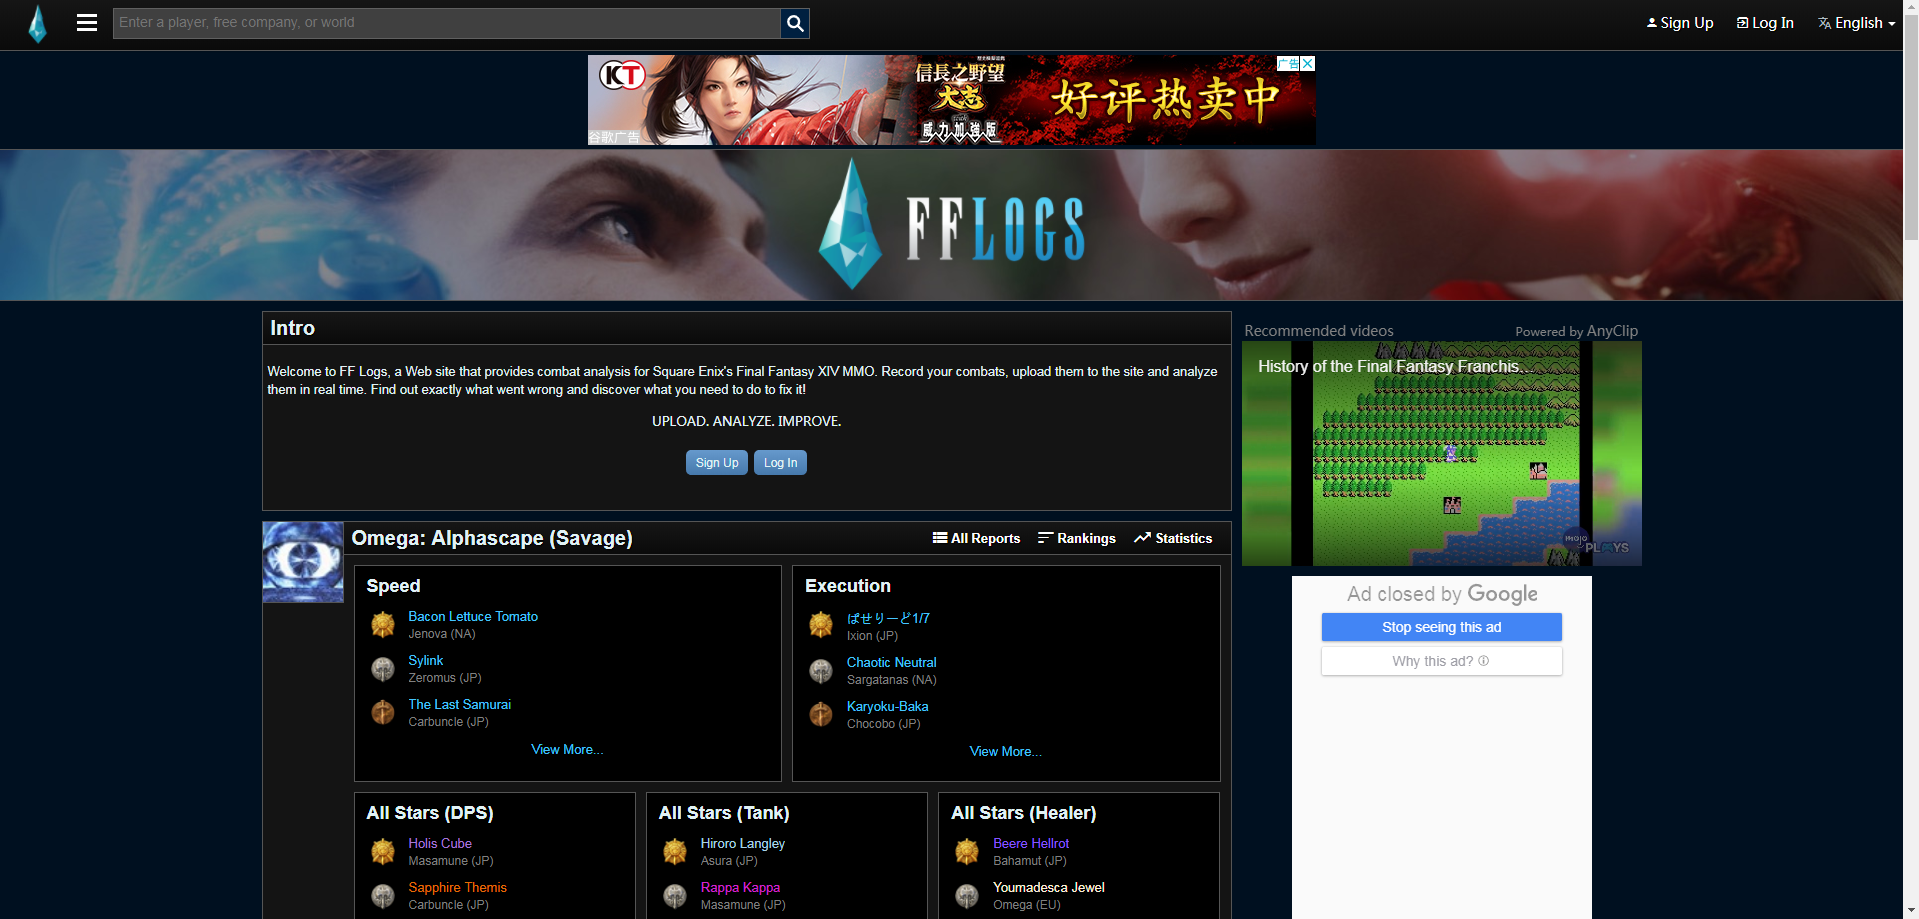 Enter a player, free company, or world
Sign Up
Log In
English
KT
信長之野望
大志
威力加強版
好评热卖中
广告
谷歌广告
FFLOGS
Intro
Welcome to FF Logs, a Web site that provides combat analysis for Square Enix's Final Fantasy XIV MMO. Record your combats, upload them to the site and analyze
them in real time. Find out exactly what went wrong and discover what you need to do to fix it!
UPLOAD. ANALYZE. IMPROVE.
Sign Up
Log In
Recommended videos
Powered by AnyClip
History of the Final Fantasy Franchis...
mojo
PLAYS
Ad closed by Google
Stop seeing this ad
Why this ad?
Omega: Alphascape (Savage)
All Reports
Rankings
Statistics
Speed
Bacon Lettuce Tomato
Jenova (NA)
Sylink
Zeromus (JP)
The Last Samurai
Carbuncle (JP)
View More...
Execution
ぱせりーど1/7
Ixion (JP)
Chaotic Neutral
Sargatanas (NA)
Karyoku-Baka
Chocobo (JP)
View More...
All Stars (DPS)
Holis Cube
Masamune (JP)
Sapphire Themis
Carbuncle (JP)
All Stars (Tank)
Hiroro Langley
Asura (JP)
Rappa Kappa
Masamune (JP)
All Stars (Healer)
Beere Hellrot
Bahamut (JP)
Youmadesca Jewel
Omega (EU)